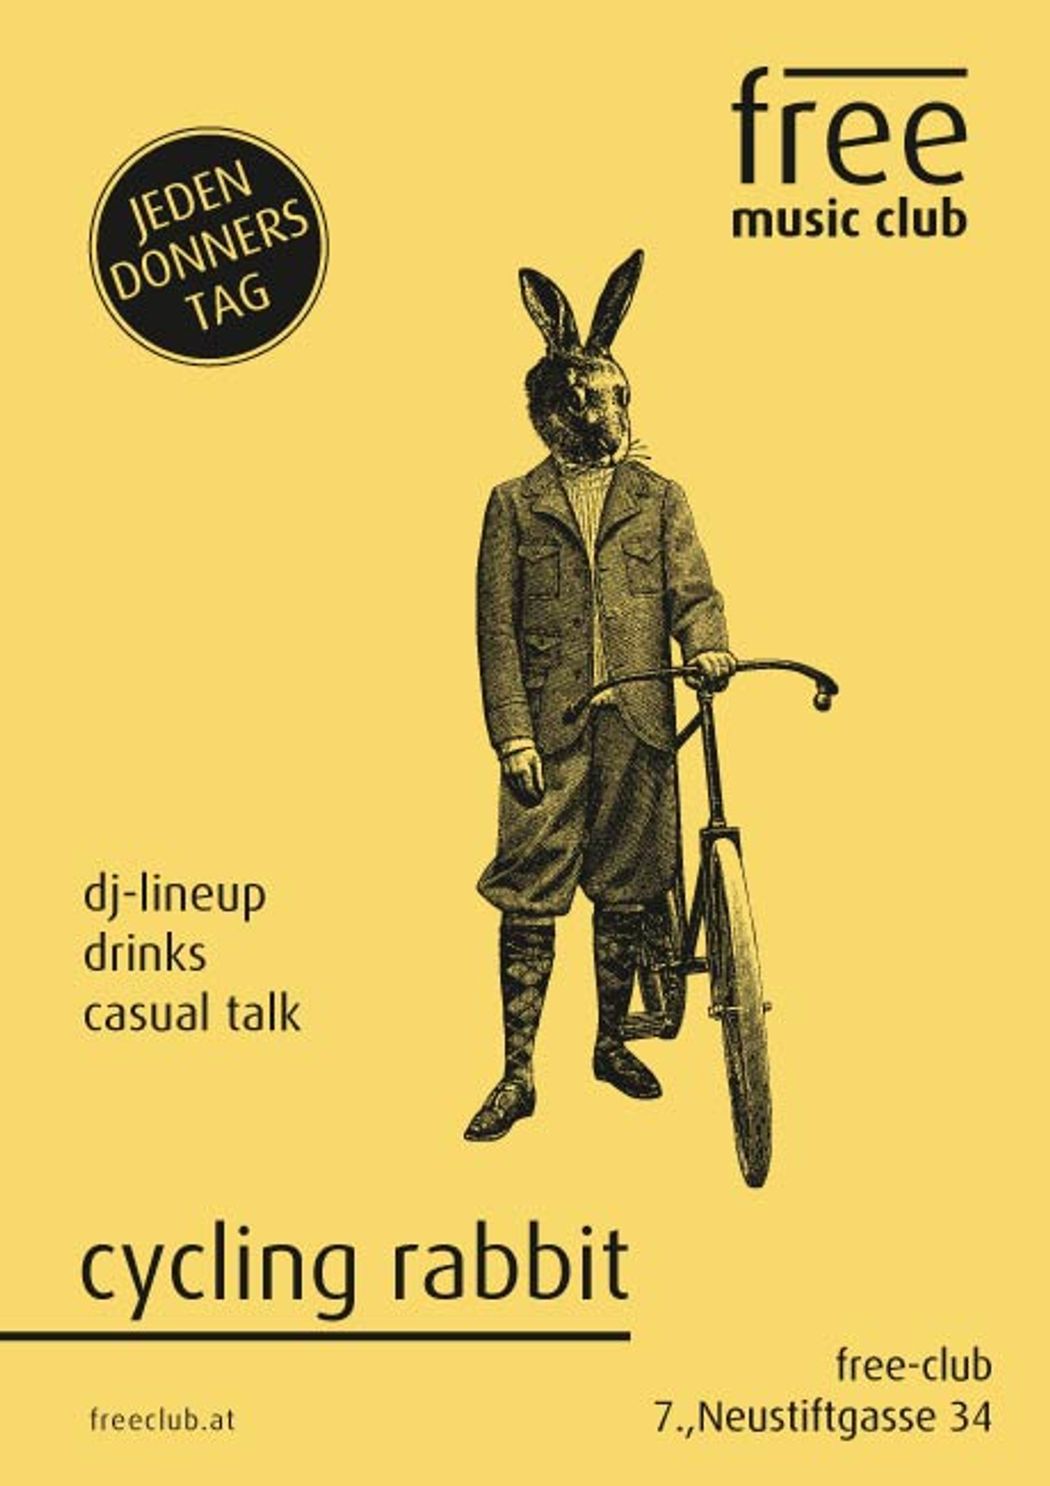 free
music club
JEDEN
DONNERS
TAG
dj-lineup
drinks
casual talk
cycling rabbit
free-club
7.,Neustiftgasse 34
freeclub.at